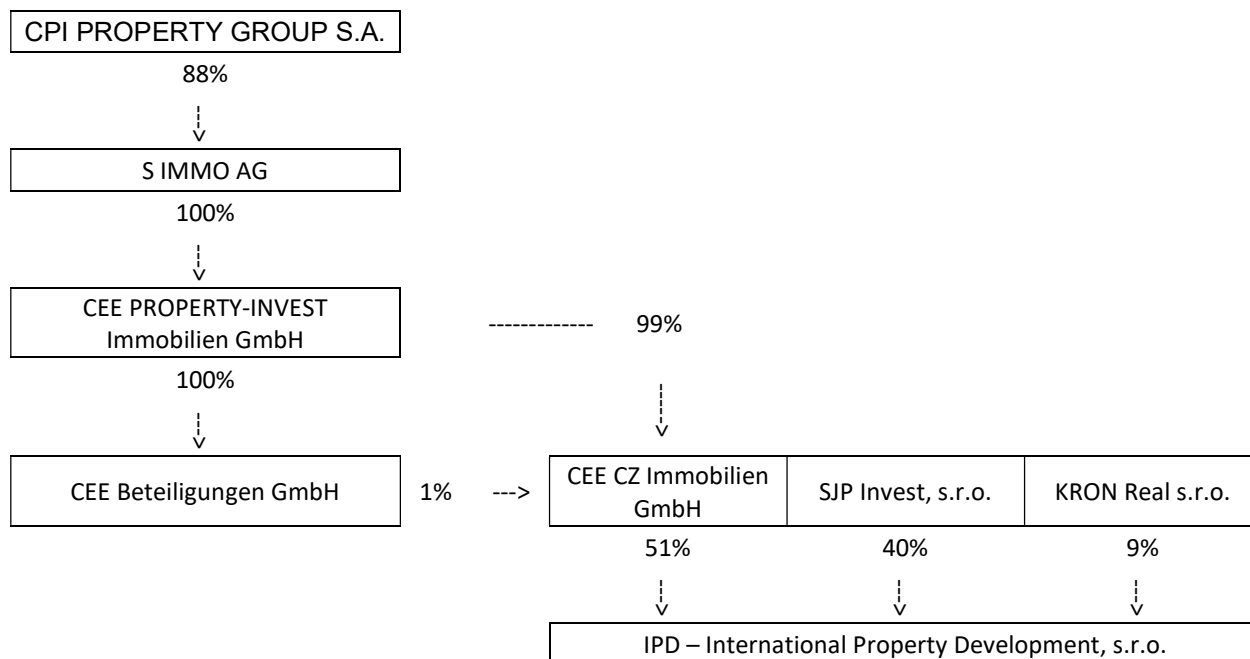 CPI PROPERTY GROUP S.A.
88%
S IMMO AG
100%
CEE PROPERTY-INVEST
Immobilien GmbH
------------- 99%
100%
CEE Beteiligungen GmbH 1% ---> CEE CZ Immobilien
GmbH SJP Invest, s.r.o. KRON Real s.r.o.
51% 40% 9%
IPD – International Property Development, s.r.o.